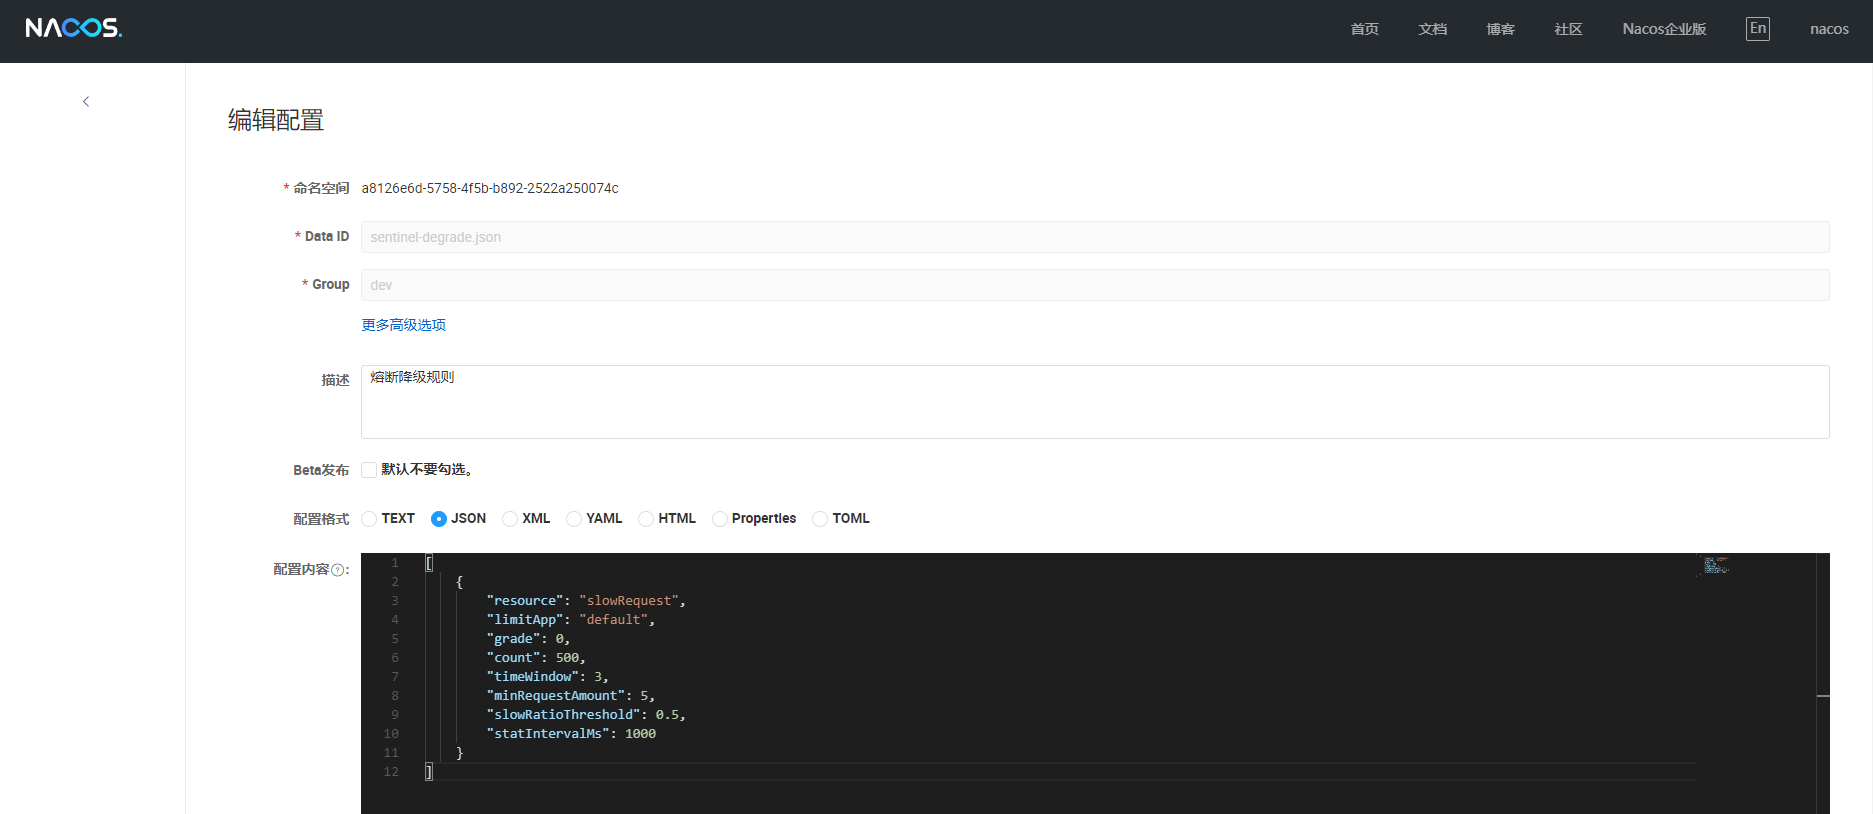 NACOS.
首页 文档 博客 社区 Nacos企业版 En nacos
编辑配置
* 命名空间 a8126e6d-5758-4f5b-b892-2522a250074c
* Data ID sentinel-degrade.json
* Group dev
更多高级选项
描述 熔断降级规则
Beta发布 默认不要勾选。
配置格式 TEXT JSON XML YAML HTML Properties TOML
配置内容?:
1 [
2 {
3 "resource": "slowRequest",
4 "limitApp": "default",
5 "grade": 0,
6 "count": 500,
7 "timeWindow": 3,
8 "minRequestAmount": 5,
9 "slowRatioThreshold": 0.5,
10 "statIntervalMs": 1000
11 }
12 ]